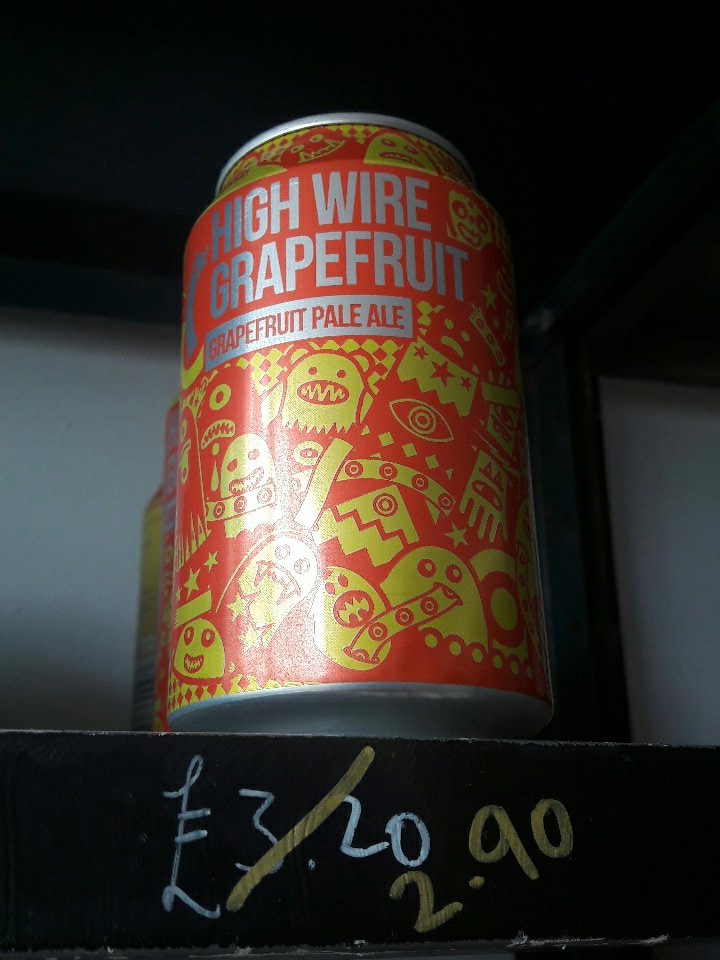 HIGH WIRE
GRAPEFRUIT
GRAPEFRUIT PALE ALE
£3.20
2.90